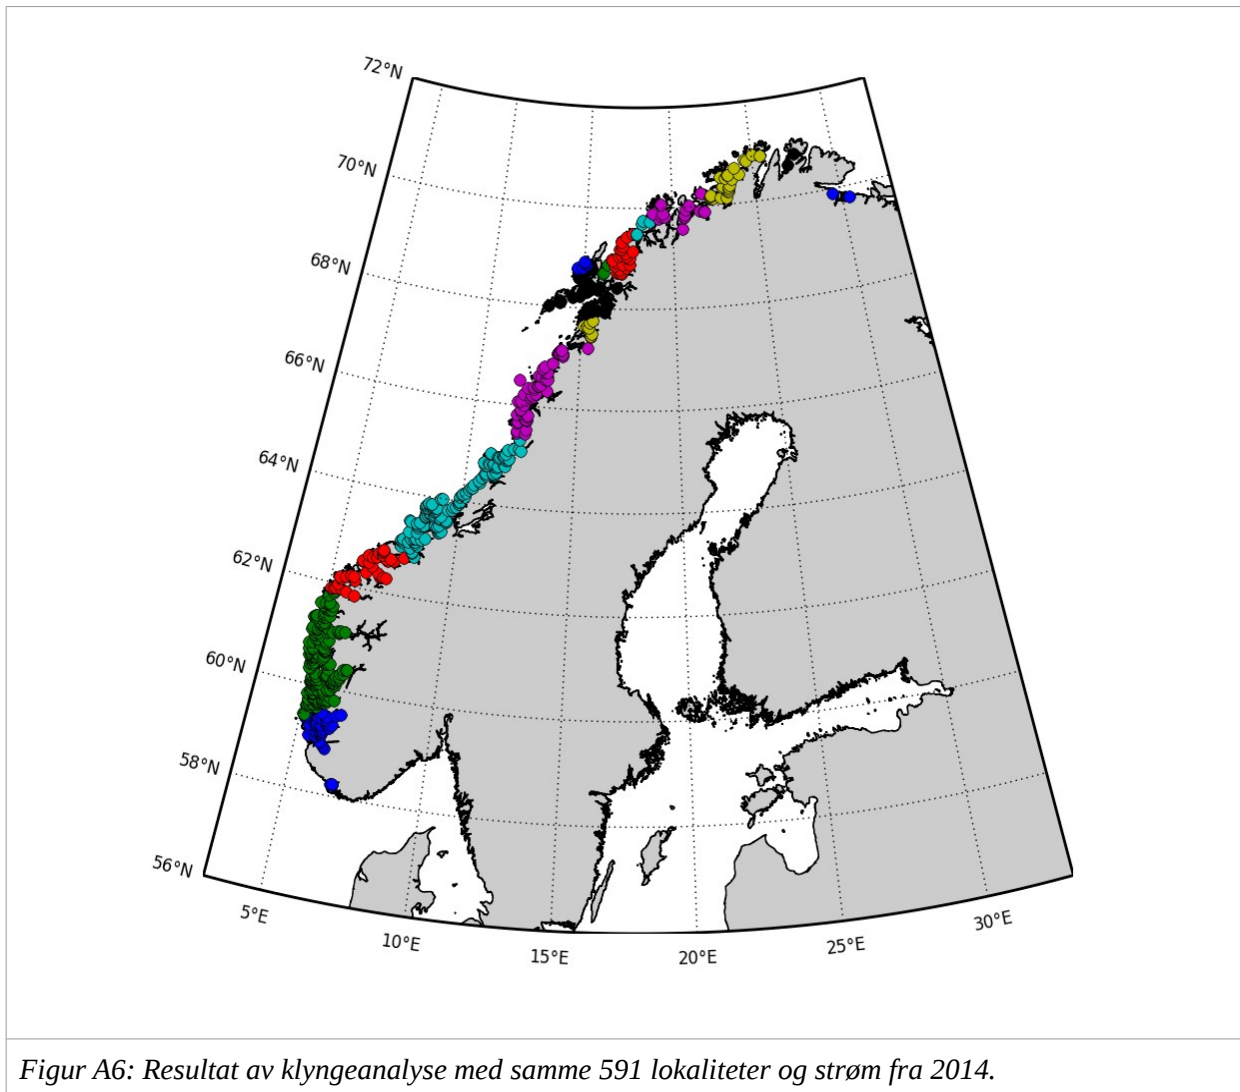 72°N
70°N
68°N
66°N
64°N
62°N
60°N
58°N
56°N
5°E
10°E
15°E
20°E
25°E
30°E
Figur A6: Resultat av klyngeanalyse med samme 591 lokaliteter og strøm fra 2014.